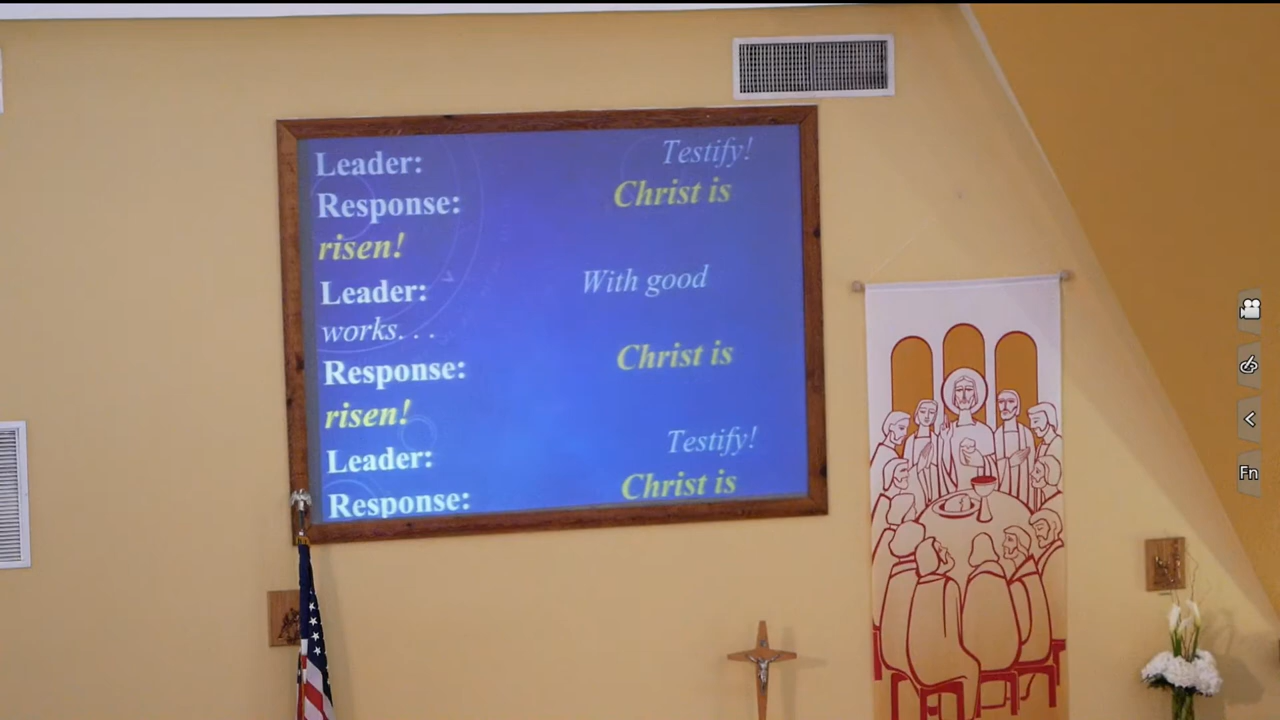 Leader: Testify!
Response: Christ is
risen!
Leader: With good
works. . .
Response: Christ is
risen!
Leader: Testify!
Response: Christ is
Fn